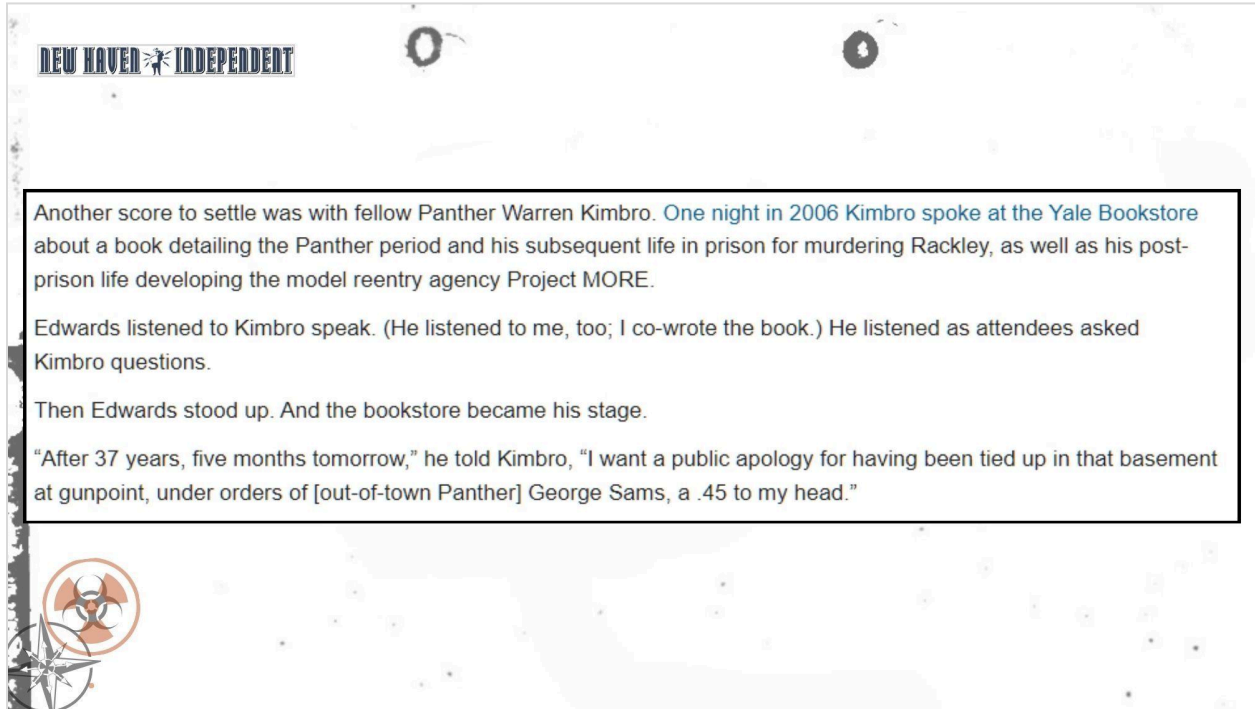 NEW HAVEN INDEPENDENT
Another score to settle was with fellow Panther Warren Kimbro. One night in 2006 Kimbro spoke at the Yale Bookstore
about a book detailing the Panther period and his subsequent life in prison for murdering Rackley, as well as his post-
prison life developing the model reentry agency Project MORE.
Edwards listened to Kimbro speak. (He listened to me, too; I co-wrote the book.) He listened as attendees asked
Kimbro questions.
Then Edwards stood up. And the bookstore became his stage.
“After 37 years, five months tomorrow,” he told Kimbro, “I want a public apology for having been tied up in that basement
at gunpoint, under orders of [out-of-town Panther] George Sams, a .45 to my head.”